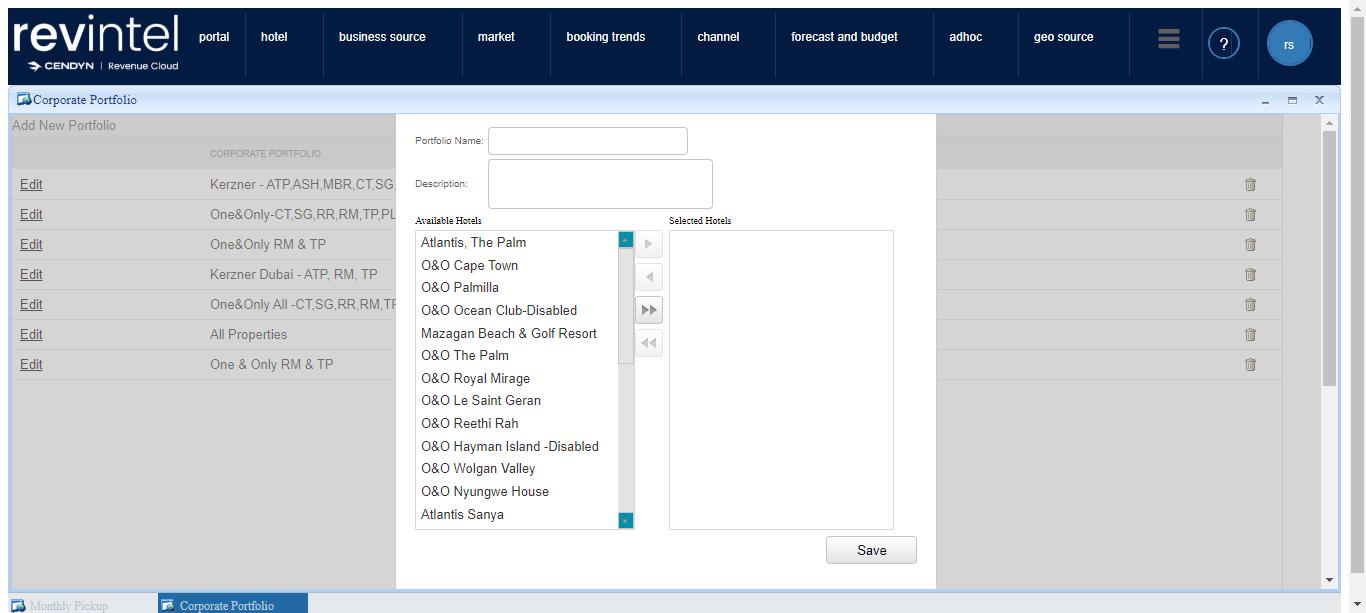 revintel
CENDYN | Revenue Cloud
portal hotel business source market booking trends channel forecast and budget adhoc geo source ? rs
Corporate Portfolio
Add New Portfolio
CORPORATE PORTFOLIO
Edit Kerzner - ATP,ASH,MBR,CT,SG,
Edit One&Only-CT,SG,RR,RM,TP,PL
Edit One&Only RM & TP
Edit Kerzner Dubai - ATP, RM, TP
Edit One&Only All -CT,SG,RR,RM,TP
Edit All Properties
Edit One & Only RM & TP
Portfolio Name:
Description:
Available Hotels
Atlantis, The Palm
O&O Cape Town
O&O Palmilla
O&O Ocean Club-Disabled
Mazagan Beach & Golf Resort
O&O The Palm
O&O Royal Mirage
O&O Le Saint Geran
O&O Reethi Rah
O&O Hayman Island -Disabled
O&O Wolgan Valley
O&O Nyungwe House
Atlantis Sanya
Selected Hotels
Save
Monthly Pickup Corporate Portfolio